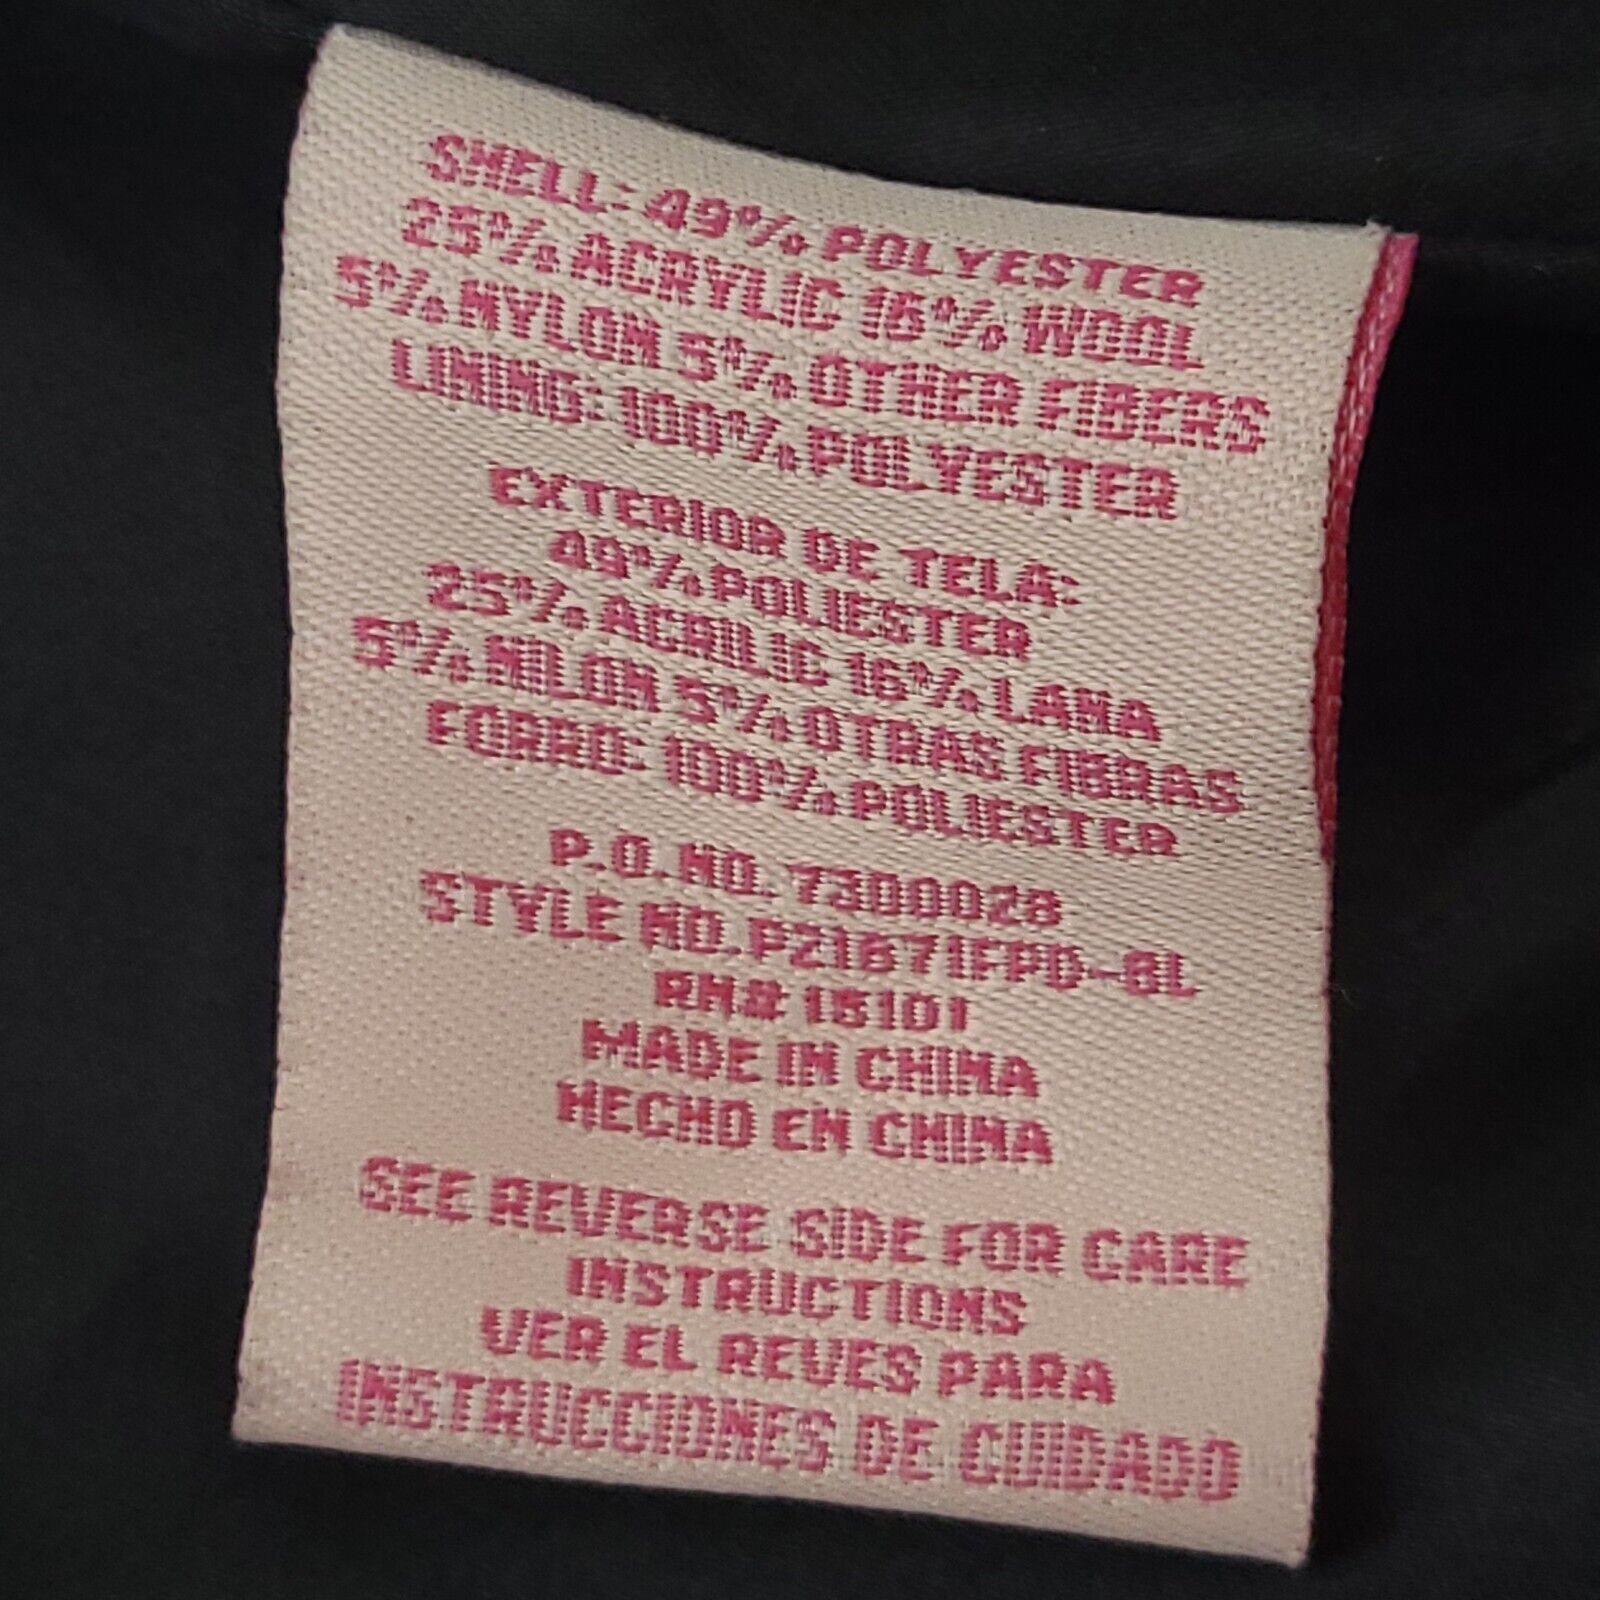 SHELL: 49% POLYESTER
25% ACRYLIC 16% WOOL
5% NYLON 5% OTHER FIBERS
LINING: 100% POLYESTER
EXTERIOR DE TELA:
49% POLIESTER
25% ACRILIC 16% LANA
5% NILON 5% OTRAS FIBRAS
FORRO: 100% POLIESTER
P.O. NO. 7300028
STYLE NO. PZ1671FPD-BL
RN# 15101
MADE IN CHINA
HECHO EN CHINA
SEE REVERSE SIDE FOR CARE
INSTRUCTIONS
VER EL REVES PARA
INSTRUCCIONES DE CUIDADO